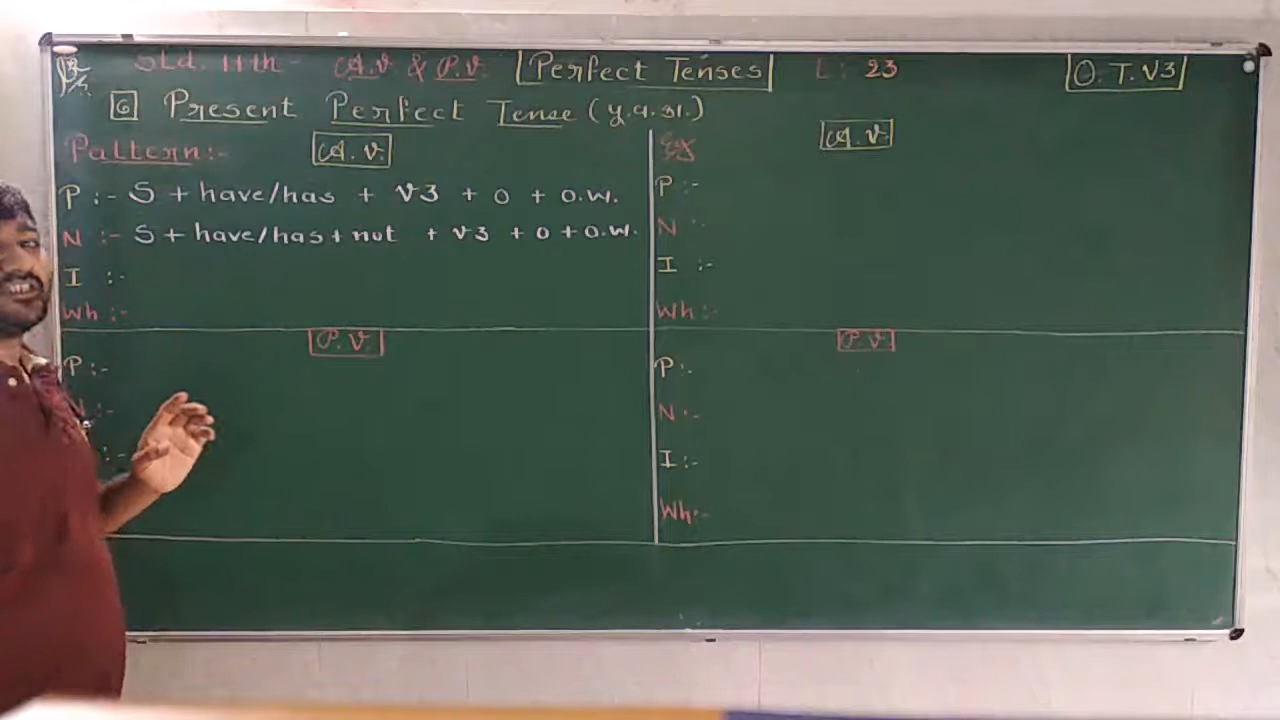 Std. 11th - A.V & P.V. Perfect Tenses L: 23 O.T.V3
6 Present Perfect Tense (y.q.sl.)
Pattern:- A.V.
P :- S + have/has + V3 + O + O.W.
N :- S + have/has + not + V3 + O + O.W.
I :-
Wh :-
P.V.
P :-
:-
:-
Ex A.V.
P :-
N :-
I :-
Wh :-
P.V.
P :-
N :-
I :-
Wh :-